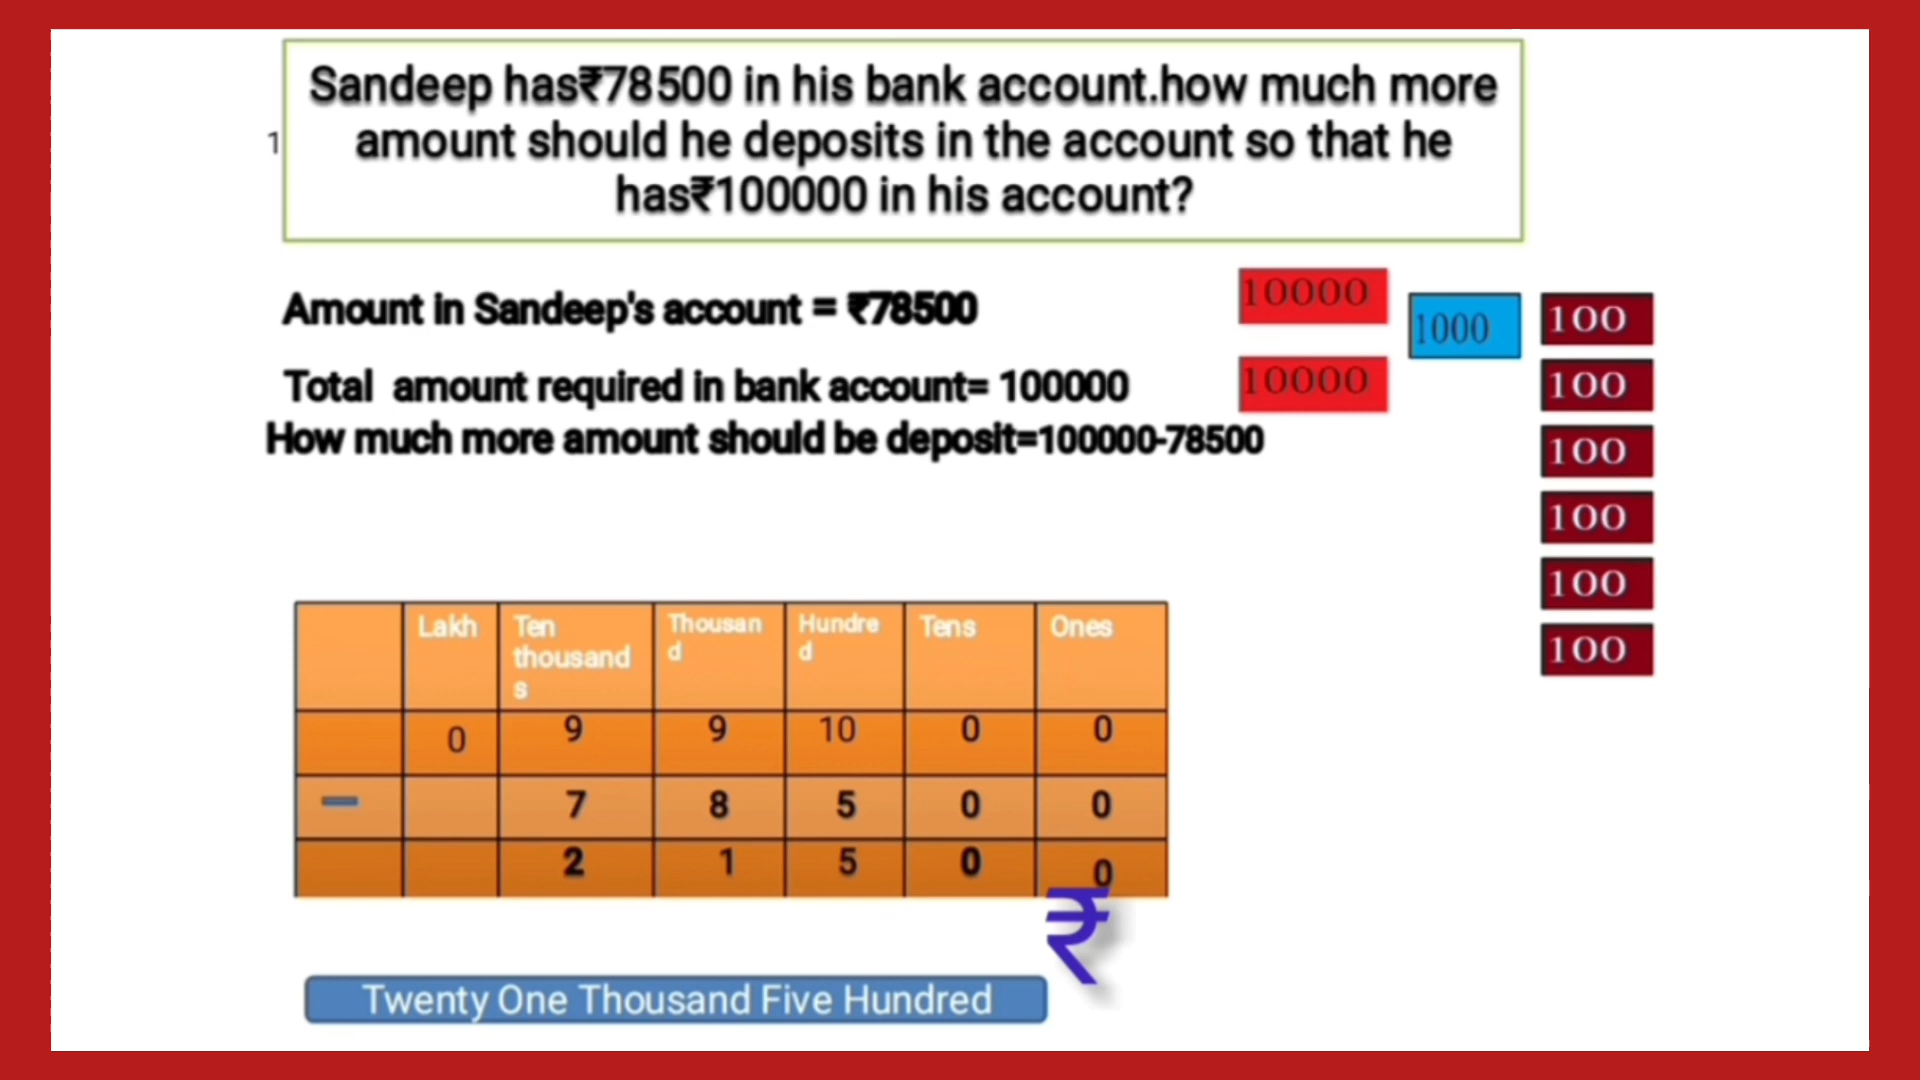 Sandeep has₹78500 in his bank account.how much more
1
amount should he deposits in the account so that he
has₹100000 in his account?
Amount in Sandeep's account = ₹78500
Total amount required in bank account= 100000
How much more amount should be deposit=100000-78500
10000
10000
1000
100
100
100
100
100
100
Lakh Ten thousand s Thousan d Hundre d Tens Ones
0 9 9 10 0 0
7 8 5 0 0
2 1 5 0 0
₹
Twenty One Thousand Five Hundred